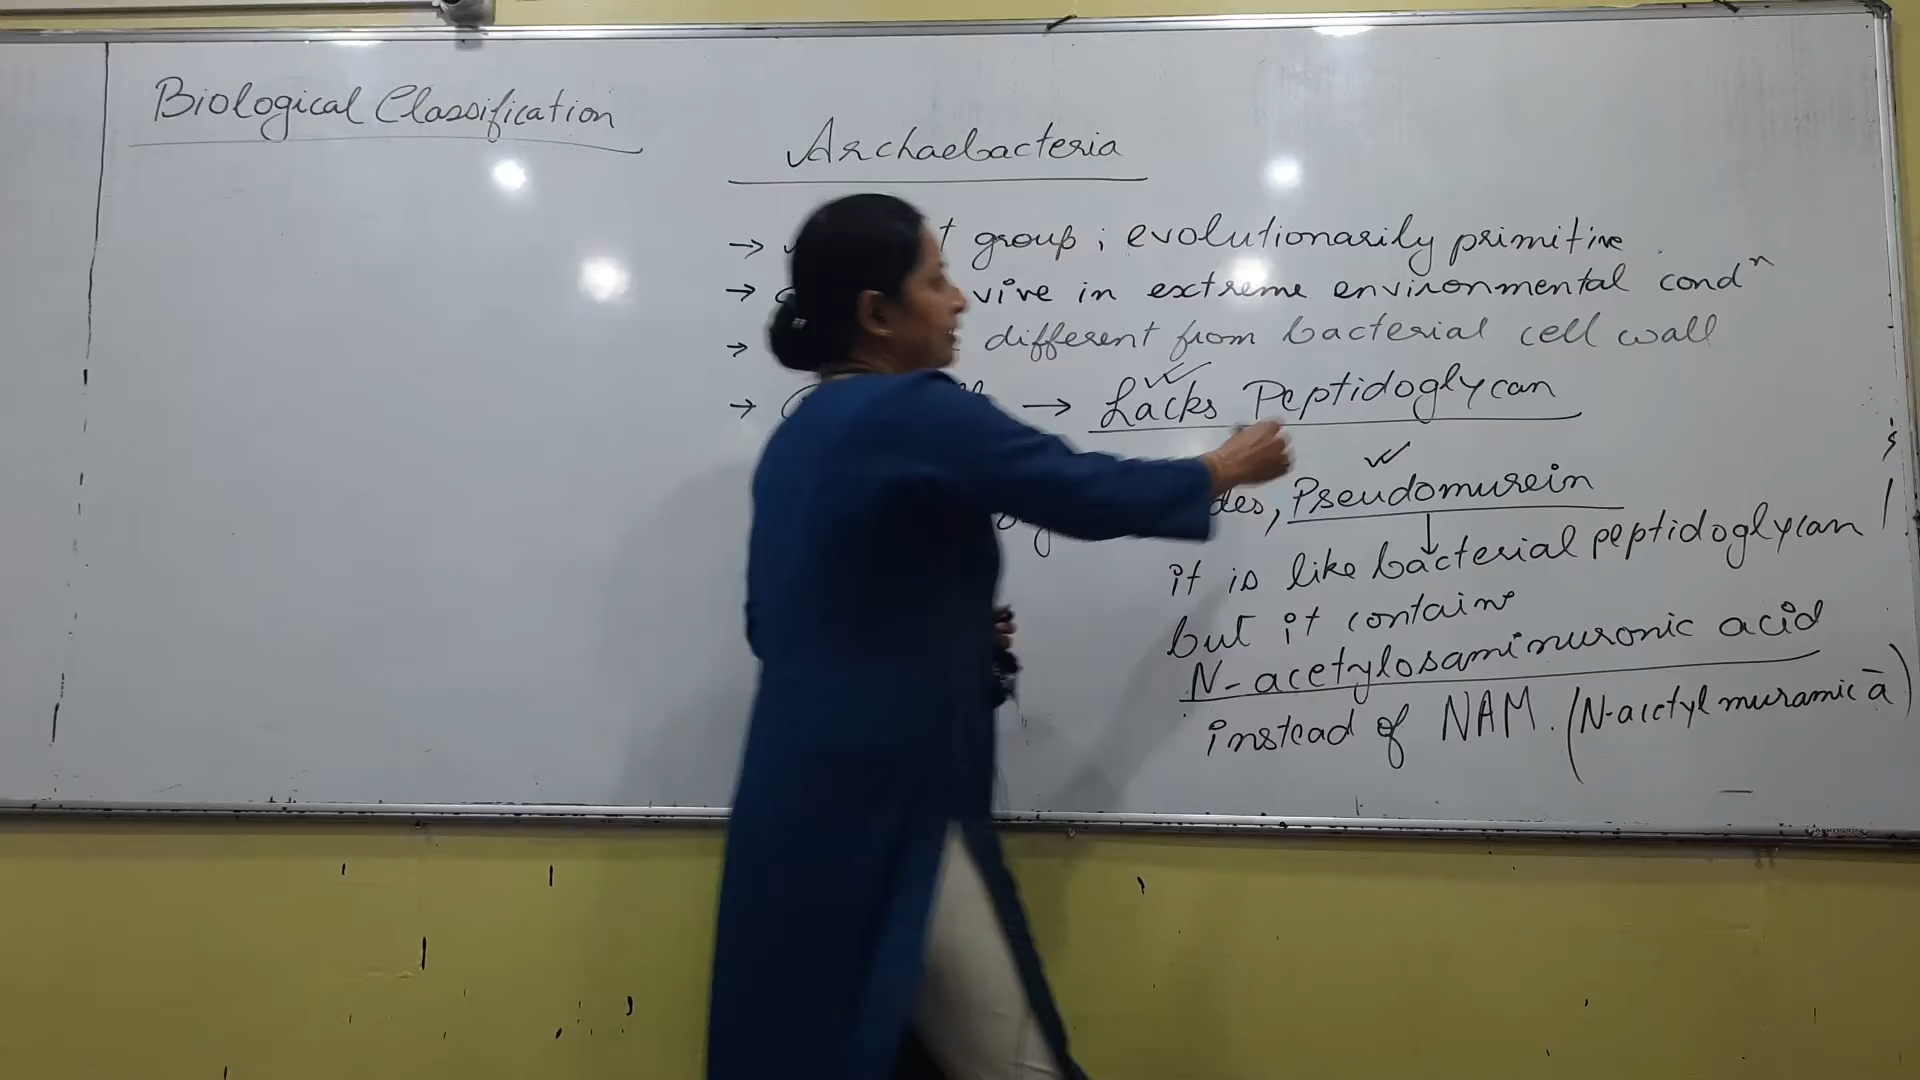 Biological Classification
Archaebacteria
→ group ; evolutionarily primitive
→ vive in extreme environmental condⁿ
→ different from bacterial cell wall
→ → Lacks Peptidoglycan
des, Pseudomurein
it is like bacterial peptidoglycan
but it contains
N-acetylosaminuronic acid
instead of NAM. (N-acetyl muramic ā)